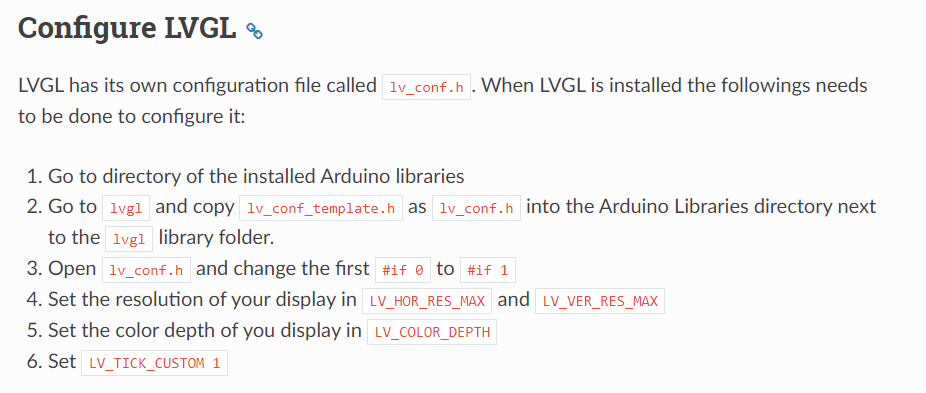 Configure LVGL
LVGL has its own configuration file called lv_conf.h . When LVGL is installed the followings needs
to be done to configure it:
1. Go to directory of the installed Arduino libraries
2. Go to lvgl and copy lv_conf_template.h as lv_conf.h into the Arduino Libraries directory next
to the lvgl library folder.
3. Open lv_conf.h and change the first #if 0 to #if 1
4. Set the resolution of your display in LV_HOR_RES_MAX and LV_VER_RES_MAX
5. Set the color depth of you display in LV_COLOR_DEPTH
6. Set LV_TICK_CUSTOM 1